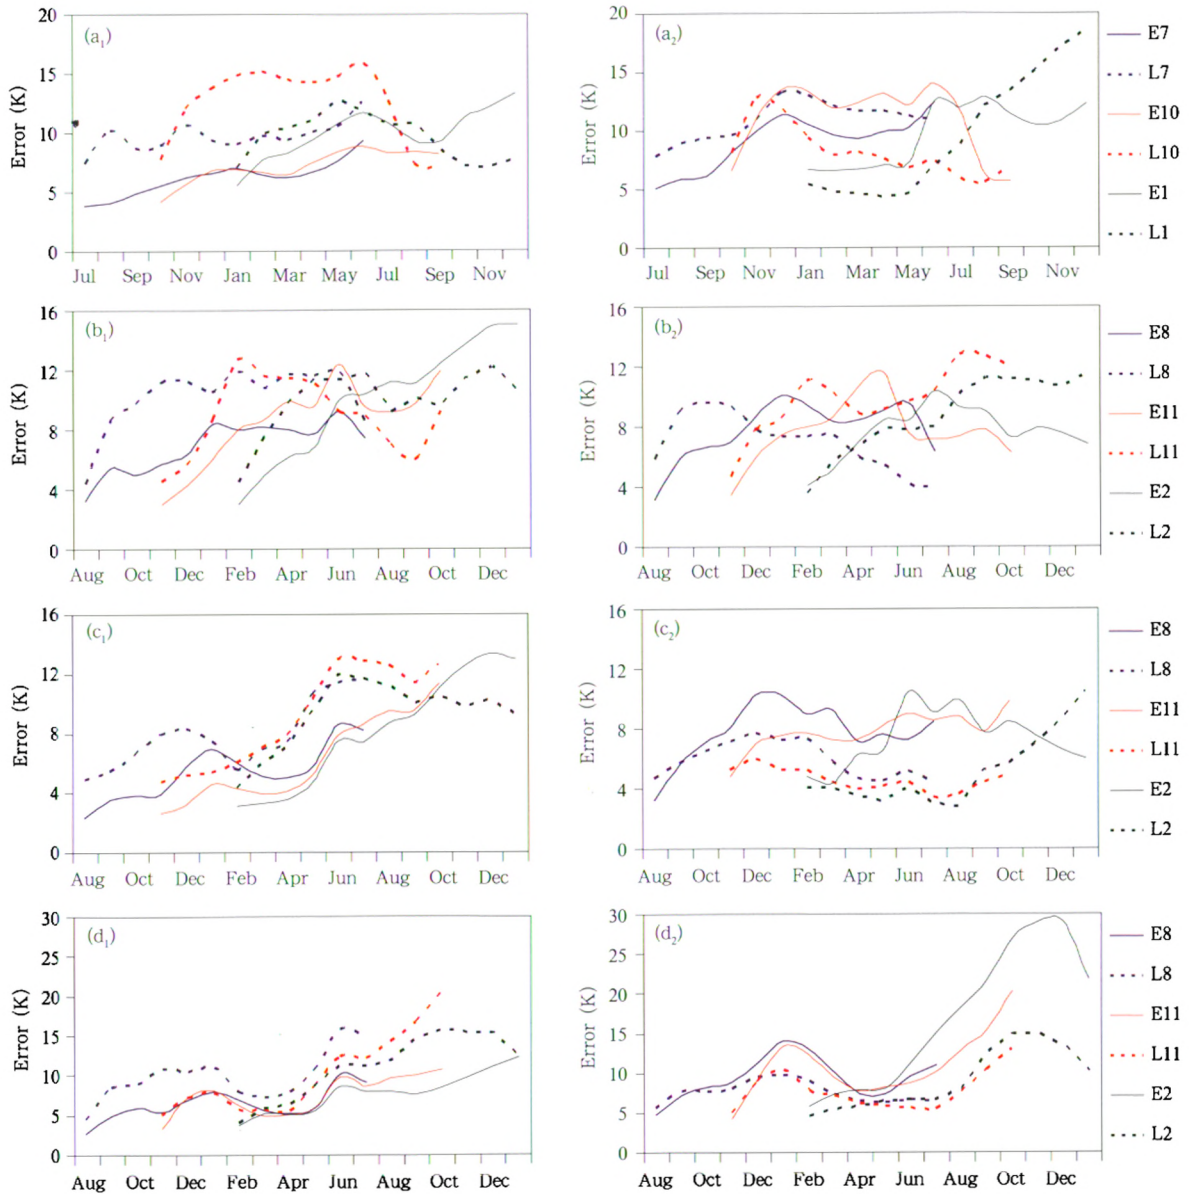 20
15
10
5
0
Error (K)
(a1)
Jul Sep Nov Jan Mar May Jul Sep Nov
20
15
10
5
0
Error (K)
(a2)
Jul Sep Nov Jan Mar May Jul Sep Nov
E7
L7
E10
L10
E1
L1
16
12
8
4
0
Error (K)
(b1)
Aug Oct Dec Feb Apr Jun Aug Oct Dec
16
12
8
4
0
Error (K)
(b2)
Aug Oct Dec Feb Apr Jun Aug Oct Dec
E8
L8
E11
L11
E2
L2
16
12
8
4
0
Error (K)
(c1)
Aug Oct Dec Feb Apr Jun Aug Oct Dec
16
12
8
4
0
Error (K)
(c2)
Aug Oct Dec Feb Apr Jun Aug Oct Dec
E8
L8
E11
L11
E2
L2
30
25
20
15
10
5
0
Error (K)
(d1)
Aug Oct Dec Feb Apr Jun Aug Oct Dec
30
25
20
15
10
5
0
Error (K)
(d2)
Aug Oct Dec Feb Apr Jun Aug Oct Dec
E8
L8
E11
L11
E2
L2